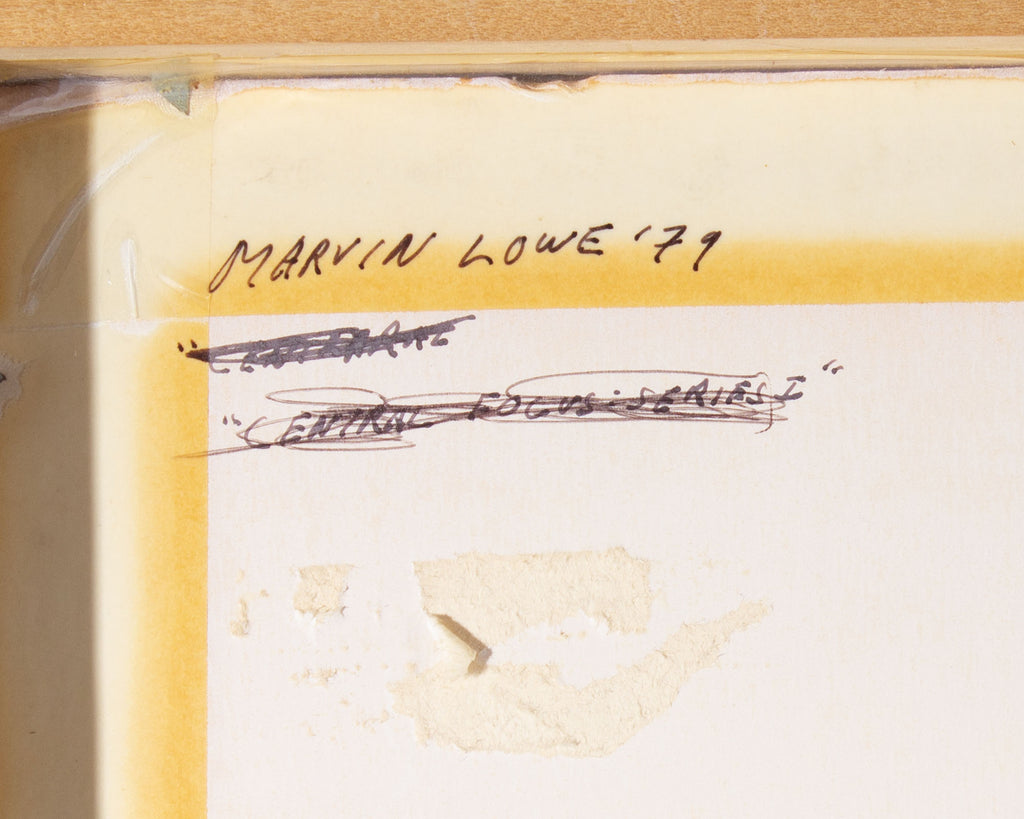 MARVIN LOWE '79
"CENTRAL FOCUS: SERIES I"